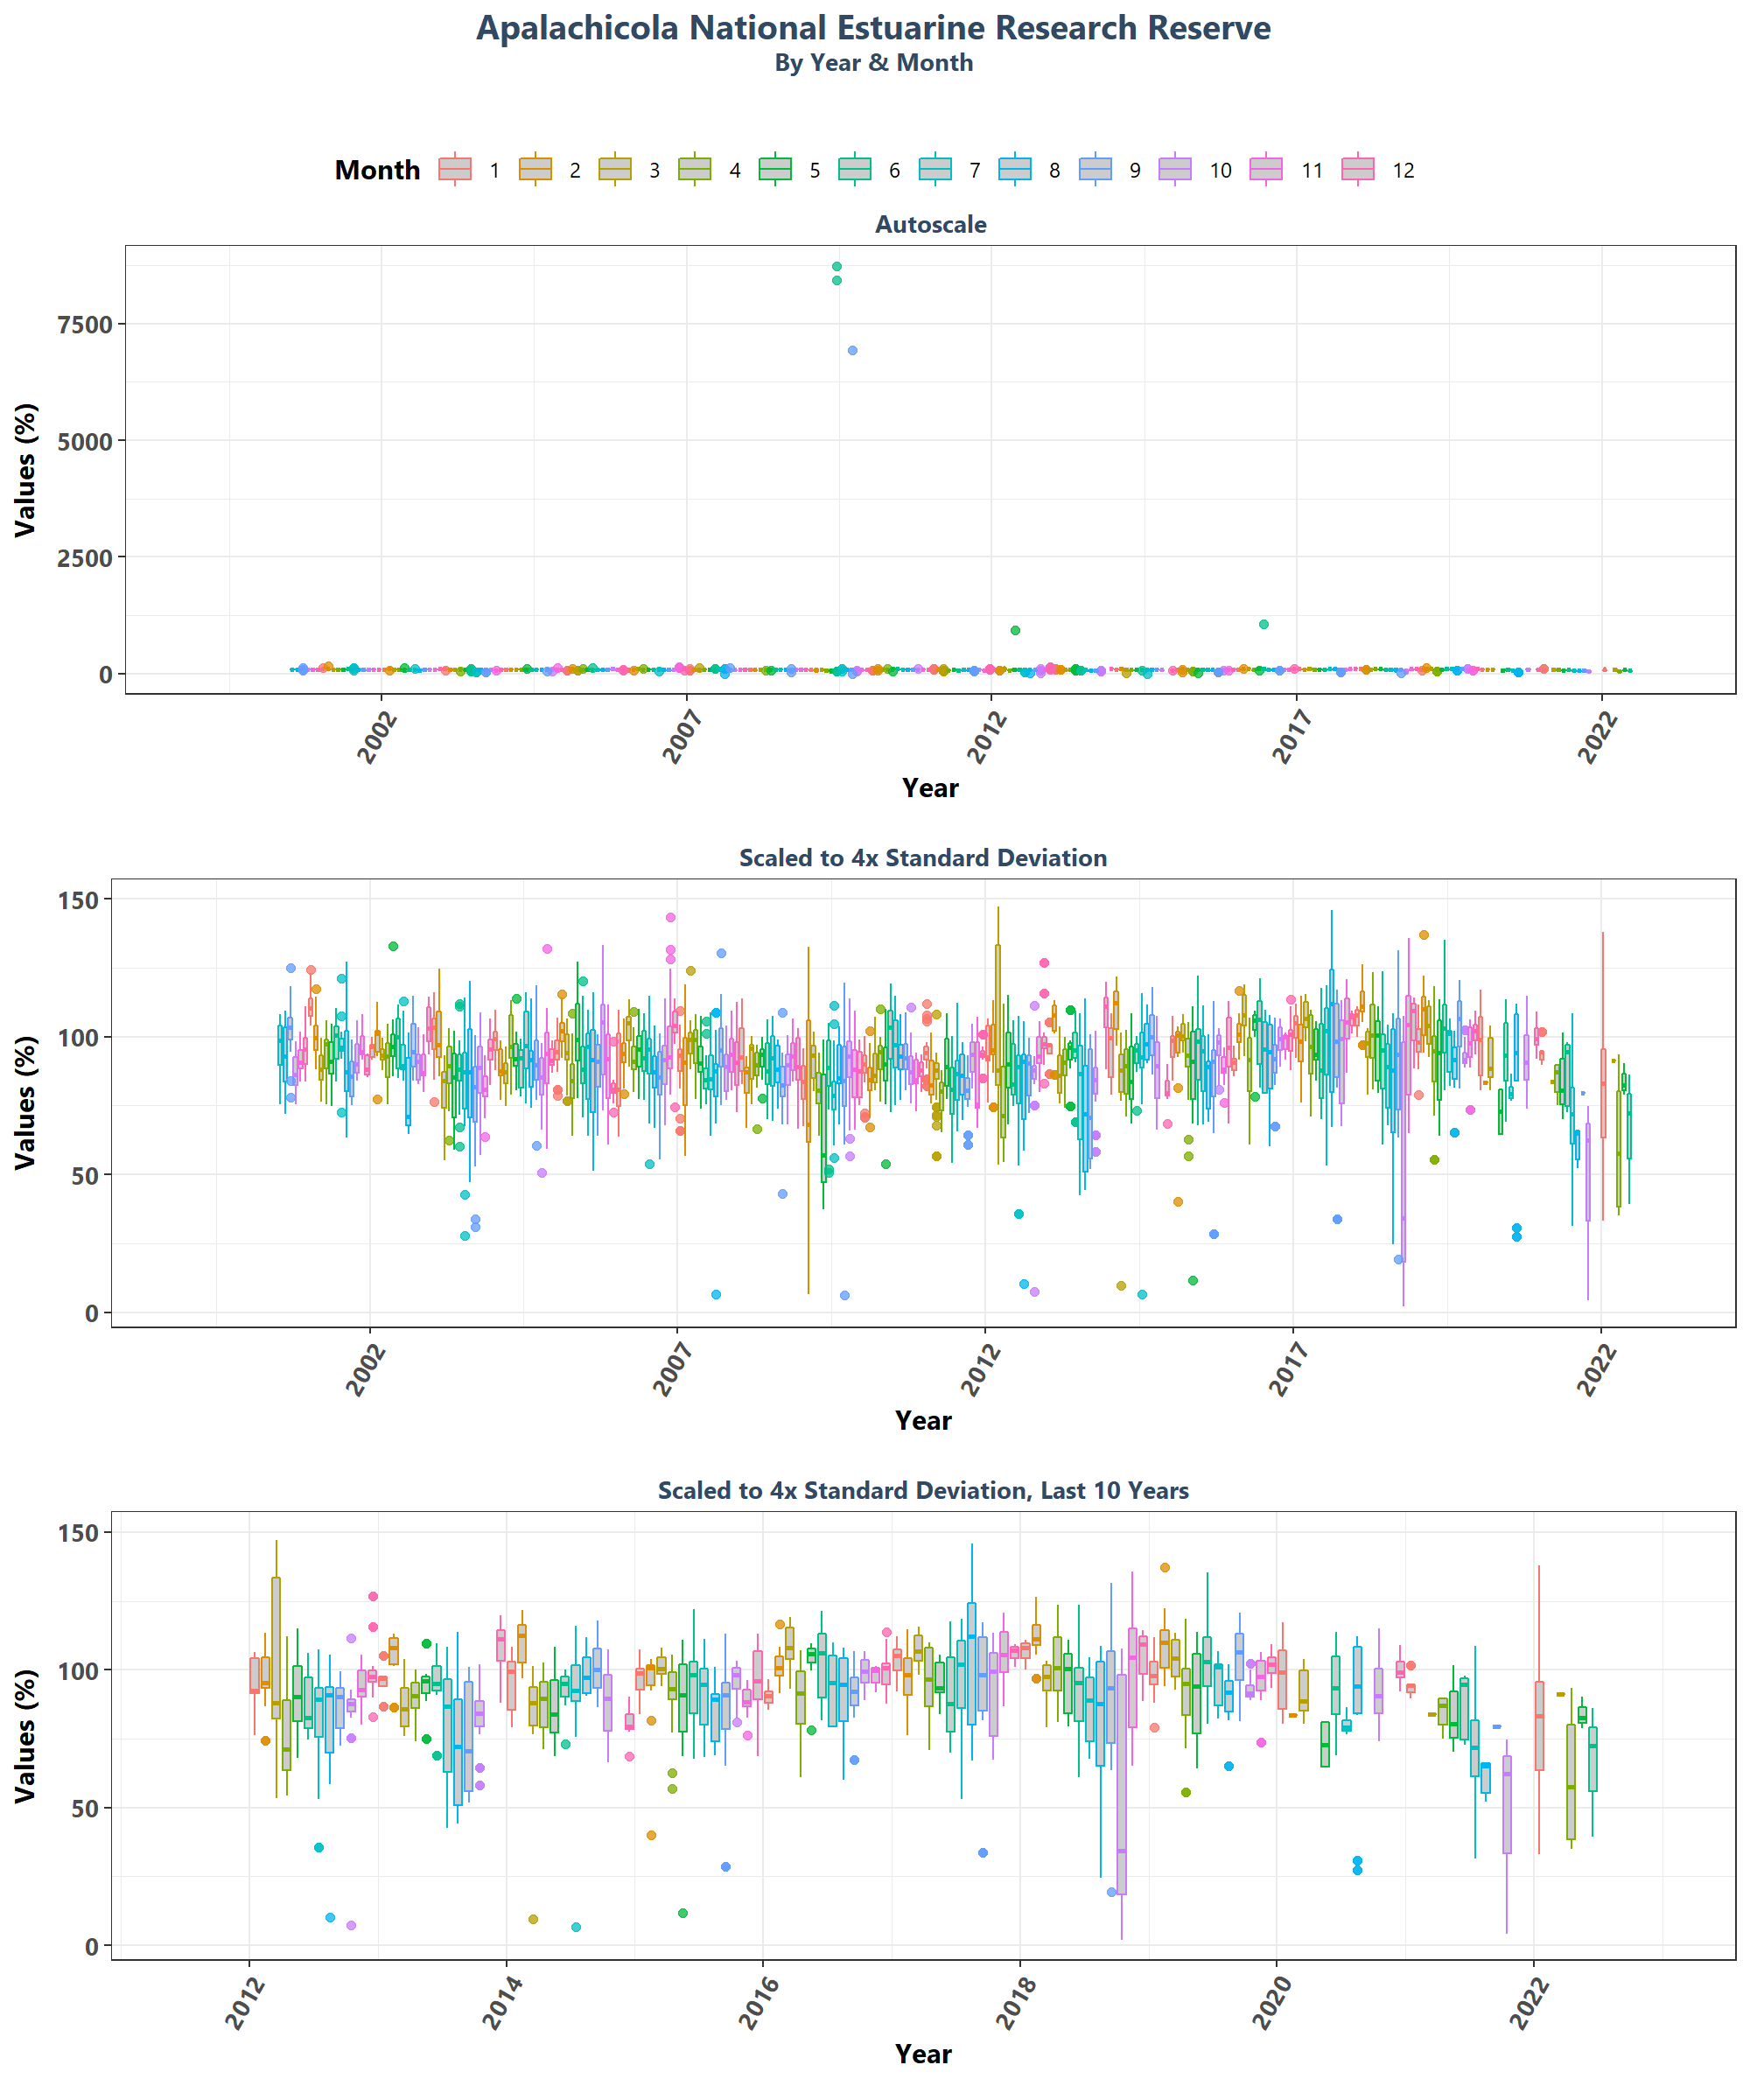 Apalachicola National Estuarine Research Reserve
By Year & Month
Month 1 2 3 4 5 6 7 8 9 10 11 12
Autoscale
Values (%)
7500
5000
2500
0
2002 2007 2012 2017 2022
Year
Scaled to 4x Standard Deviation
Values (%)
150
100
50
0
2002 2007 2012 2017 2022
Year
Scaled to 4x Standard Deviation, Last 10 Years
Values (%)
150
100
50
0
2012 2014 2016 2018 2020 2022
Year